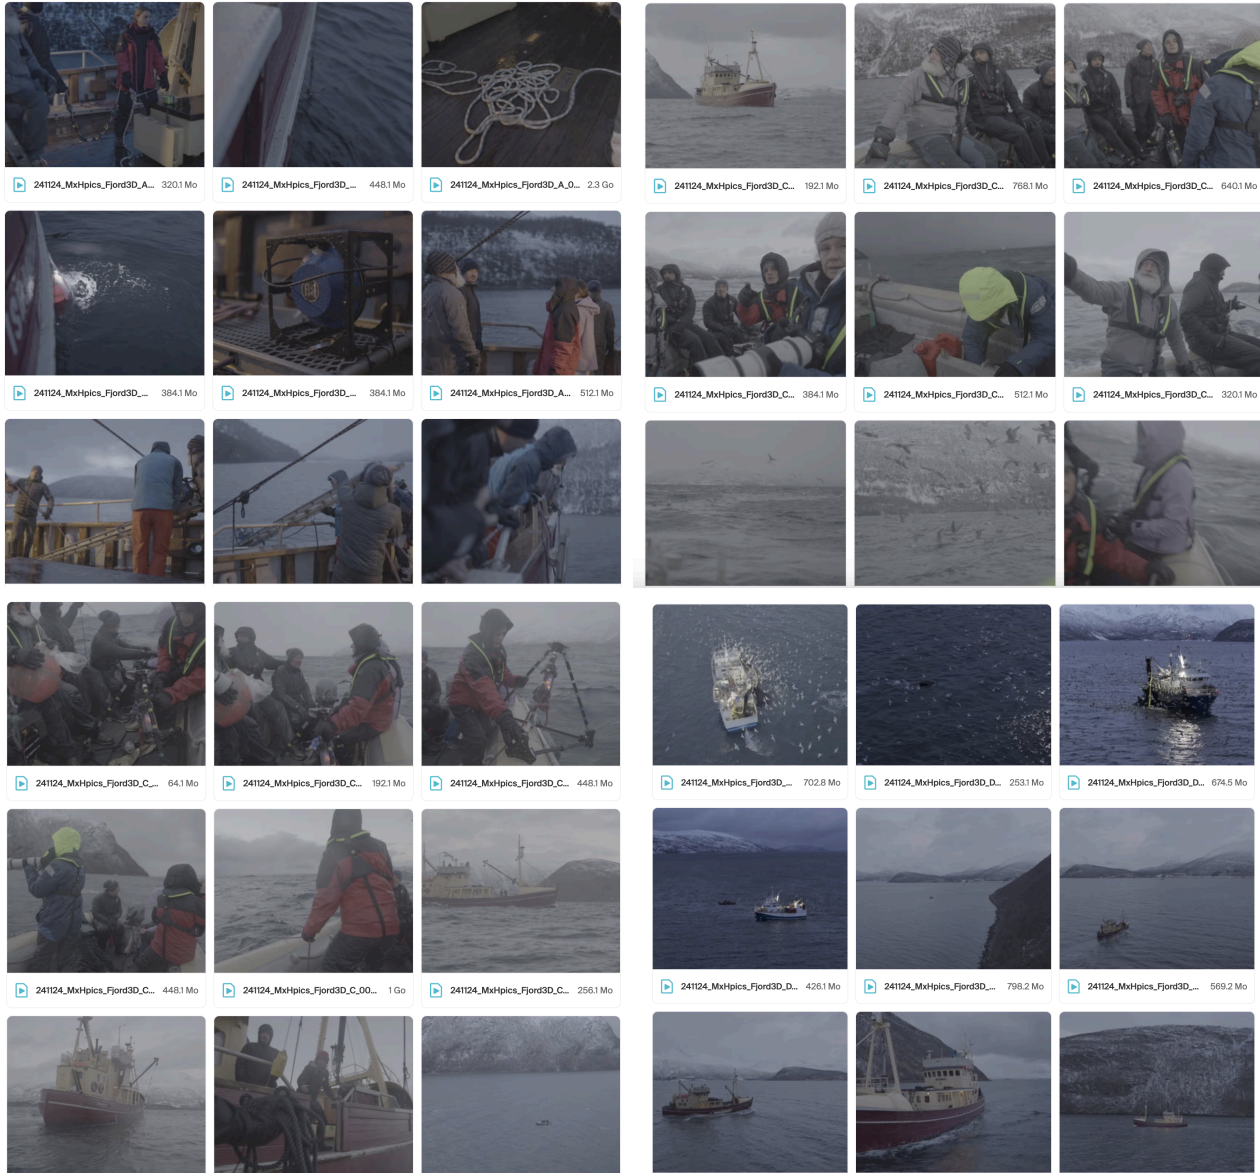 241124_MxHpics_Fjord3D_A... 320.1 Mo
241124_MxHpics_Fjord3D_... 448.1 Mo
241124_MxHpics_Fjord3D_A_0... 2.3 Go
241124_MxHpics_Fjord3D_C... 192.1 Mo
241124_MxHpics_Fjord3D_C... 768.1 Mo
241124_MxHpics_Fjord3D_C... 640.1 Mo
241124_MxHpics_Fjord3D_... 384.1 Mo
241124_MxHpics_Fjord3D_... 384.1 Mo
241124_MxHpics_Fjord3D_A... 512.1 Mo
241124_MxHpics_Fjord3D_C... 384.1 Mo
241124_MxHpics_Fjord3D_C... 512.1 Mo
241124_MxHpics_Fjord3D_C... 320.1 Mo
241124_MxHpics_Fjord3D_C_... 64.1 Mo
241124_MxHpics_Fjord3D_C... 192.1 Mo
241124_MxHpics_Fjord3D_C... 448.1 Mo
241124_MxHpics_Fjord3D_... 702.8 Mo
241124_MxHpics_Fjord3D_D... 253.1 Mo
241124_MxHpics_Fjord3D_D... 674.5 Mo
241124_MxHpics_Fjord3D_C... 448.1 Mo
241124_MxHpics_Fjord3D_C_00... 1 Go
241124_MxHpics_Fjord3D_C... 256.1 Mo
241124_MxHpics_Fjord3D_D... 426.1 Mo
241124_MxHpics_Fjord3D_... 798.2 Mo
241124_MxHpics_Fjord3D_... 569.2 Mo